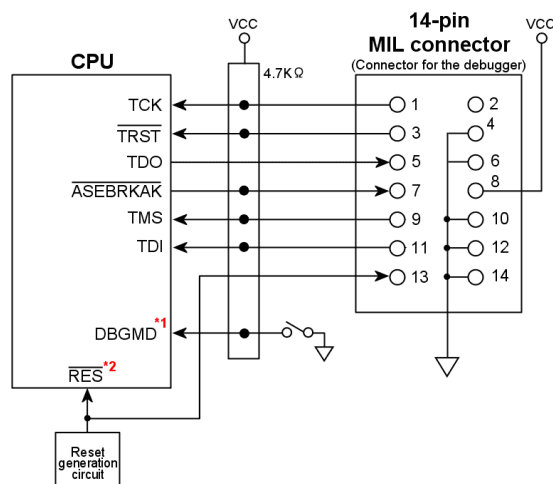 VCC
14-pin
MIL connector
(Connector for the debugger)
VCC
CPU
4.7KΩ
TCK
1
2
TRST
3
4
TDO
5
6
ASEBRKAK
7
8
TMS
9
10
TDI
11
12
13
14
DBGMD*1
RES*2
Reset
generation
circuit